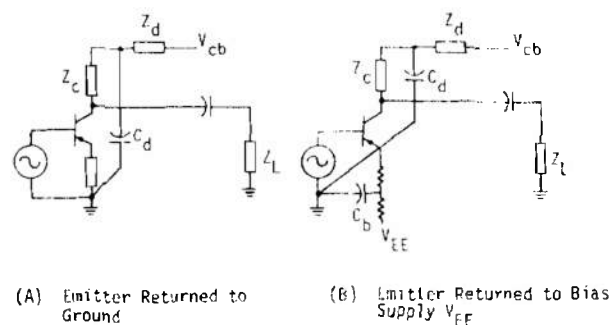 Z_d
V_cb
Z_c
C_d
Z_L
(A) Emitter Returned to
Ground
Z_d
V_cb
Z_c
C_d
Z_L
C_b
V_EE
(B) Emitter Returned to Bias
Supply V_EE